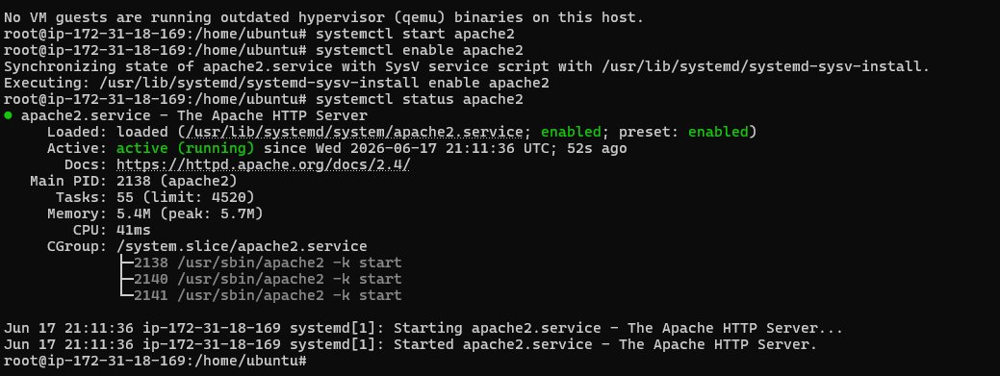 No VM guests are running outdated hypervisor (qemu) binaries on this host.
root@ip-172-31-18-169:/home/ubuntu# systemctl start apache2
root@ip-172-31-18-169:/home/ubuntu# systemctl enable apache2
Synchronizing state of apache2.service with SysV service script with /usr/lib/systemd/systemd-sysv-install.
Executing: /usr/lib/systemd/systemd-sysv-install enable apache2
root@ip-172-31-18-169:/home/ubuntu# systemctl status apache2
● apache2.service - The Apache HTTP Server
     Loaded: loaded (/usr/lib/systemd/system/apache2.service; enabled; preset: enabled)
     Active: active (running) since Wed 2026-06-17 21:11:36 UTC; 52s ago
       Docs: https://httpd.apache.org/docs/2.4/
   Main PID: 2138 (apache2)
      Tasks: 55 (limit: 4520)
     Memory: 5.4M (peak: 5.7M)
        CPU: 41ms
     CGroup: /system.slice/apache2.service
             ├─2138 /usr/sbin/apache2 -k start
             ├─2140 /usr/sbin/apache2 -k start
             └─2141 /usr/sbin/apache2 -k start

Jun 17 21:11:36 ip-172-31-18-169 systemd[1]: Starting apache2.service - The Apache HTTP Server...
Jun 17 21:11:36 ip-172-31-18-169 systemd[1]: Started apache2.service - The Apache HTTP Server.
root@ip-172-31-18-169:/home/ubuntu#